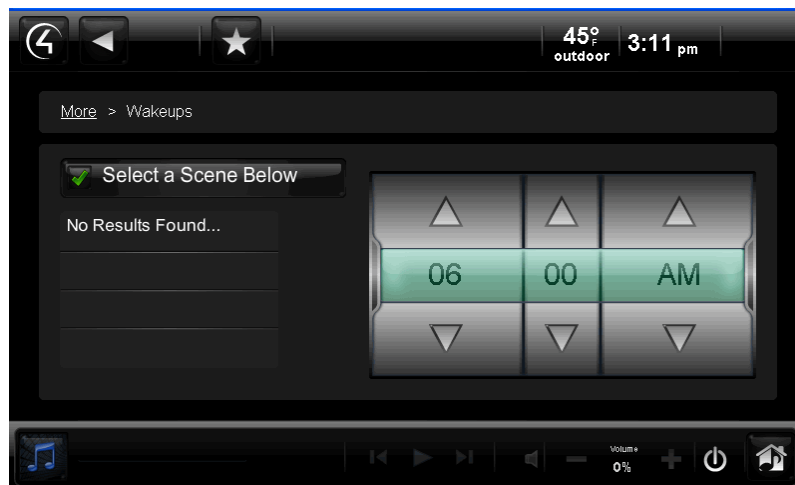 45°F
outdoor
3:11 pm
More > Wakeups
Select a Scene Below
No Results Found...
06 00 AM
Volume
0%